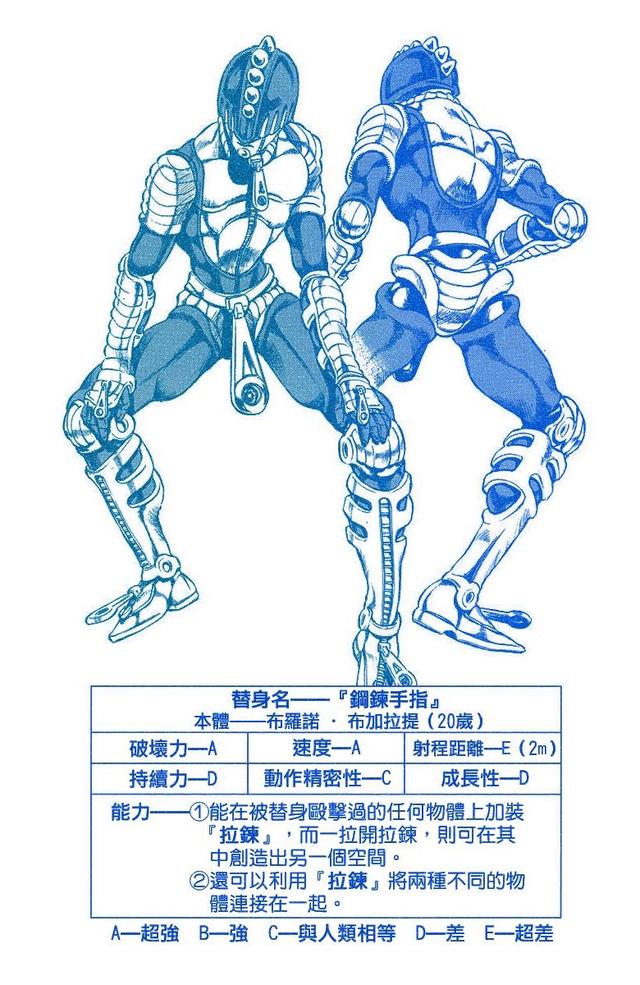 替身名——『鋼鍊手指』
本體——布羅諾・布加拉提(20歲)
破壞力—A 速度—A 射程距離—E(2m)
持續力—D 動作精密性—C 成長性—D
能力——①能在被替身毆擊過的任何物體上加裝
『拉鍊』,而一拉開拉鍊,則可在其
中創造出另一個空間。
②還可以利用『拉鍊』將兩種不同的物
體連接在一起。
A—超強 B—強 C—與人類相等 D—差 E—超差